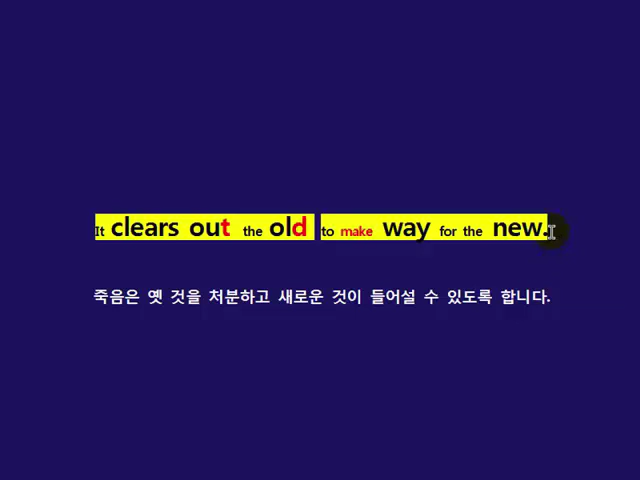 It clears out the old to make way for the new.
죽음은 옛 것을 처분하고 새로운 것이 들어설 수 있도록 합니다.